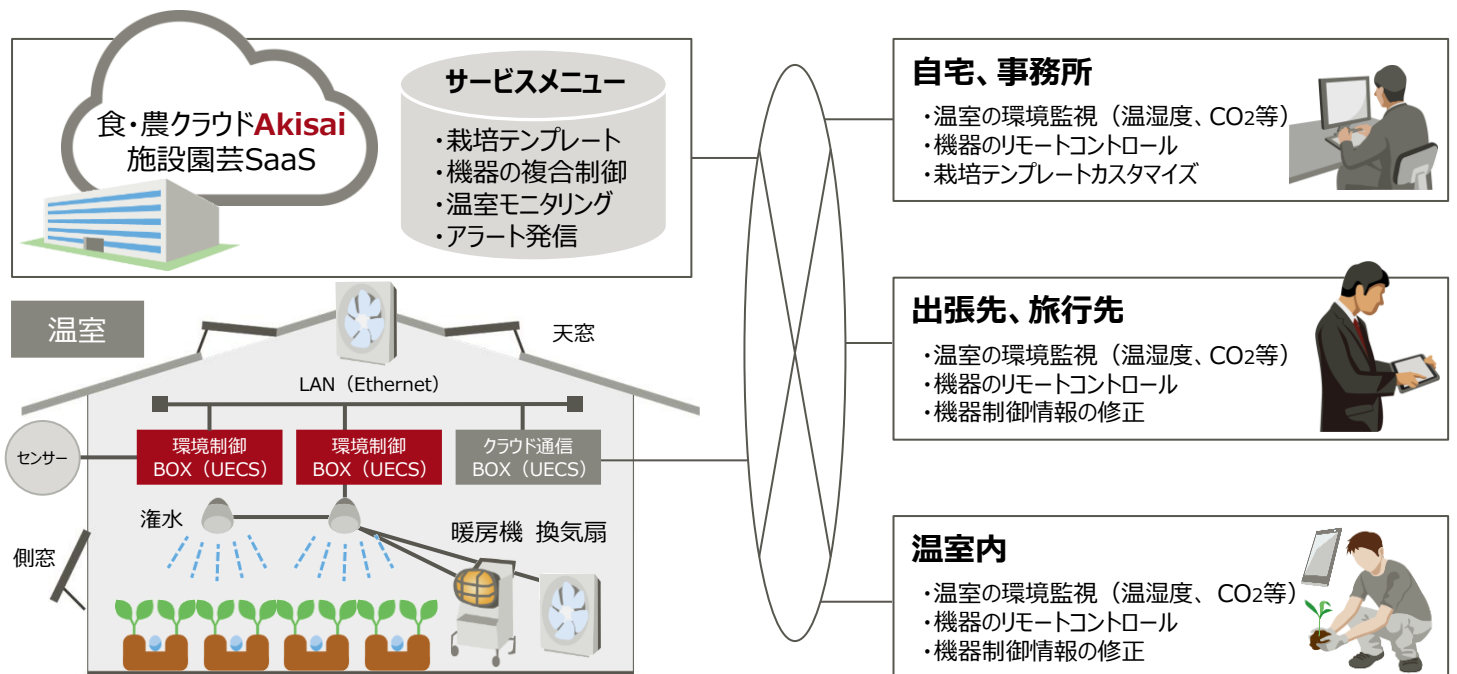 食・農クラウドAkisai
施設園芸SaaS
サービスメニュー
・栽培テンプレート
・機器の複合制御
・温室モニタリング
・アラート発信
温室
天窓
LAN（Ethernet）
センサー
環境制御
BOX（UECS）
環境制御
BOX（UECS）
クラウド通信
BOX（UECS）
潅水
暖房機 換気扇
側窓
自宅、事務所
・温室の環境監視（温湿度、CO2等）
・機器のリモートコントロール
・栽培テンプレートカスタマイズ
出張先、旅行先
・温室の環境監視（温湿度、CO2等）
・機器のリモートコントロール
・機器制御情報の修正
温室内
・温室の環境監視（温湿度、CO2等）
・機器のリモートコントロール
・機器制御情報の修正